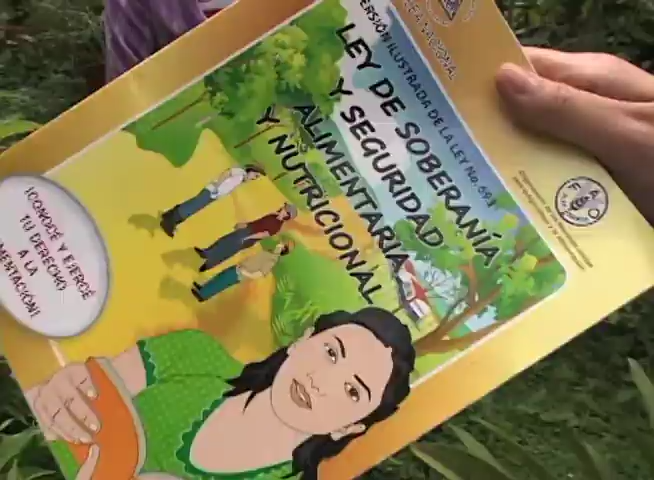 VERSIÓN ILUSTRADA DE LA LEY No. 693
LEY DE SOBERANÍA
Y SEGURIDAD
ALIMENTARIA
Y NUTRICIONAL
¡CONOCE Y EJERCE
TU DERECHO
A LA
ALIMENTACIÓN!
FAO